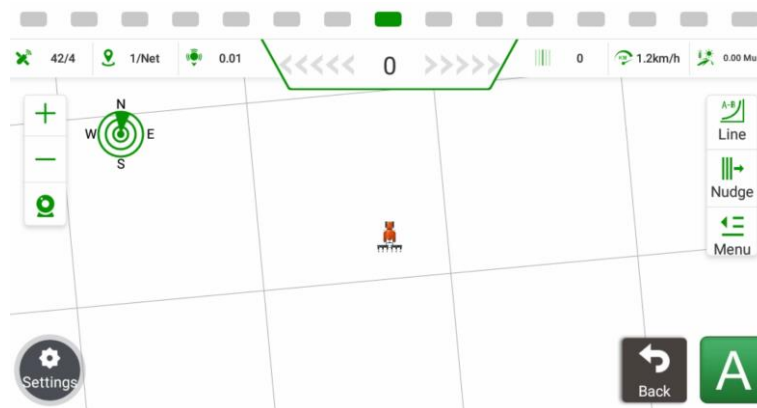 42/4
1/Net
0.01
0
0
1.2km/h
0.00 Mu
N
W
E
S
A-B
Line
Nudge
Menu
Settings
Back
A